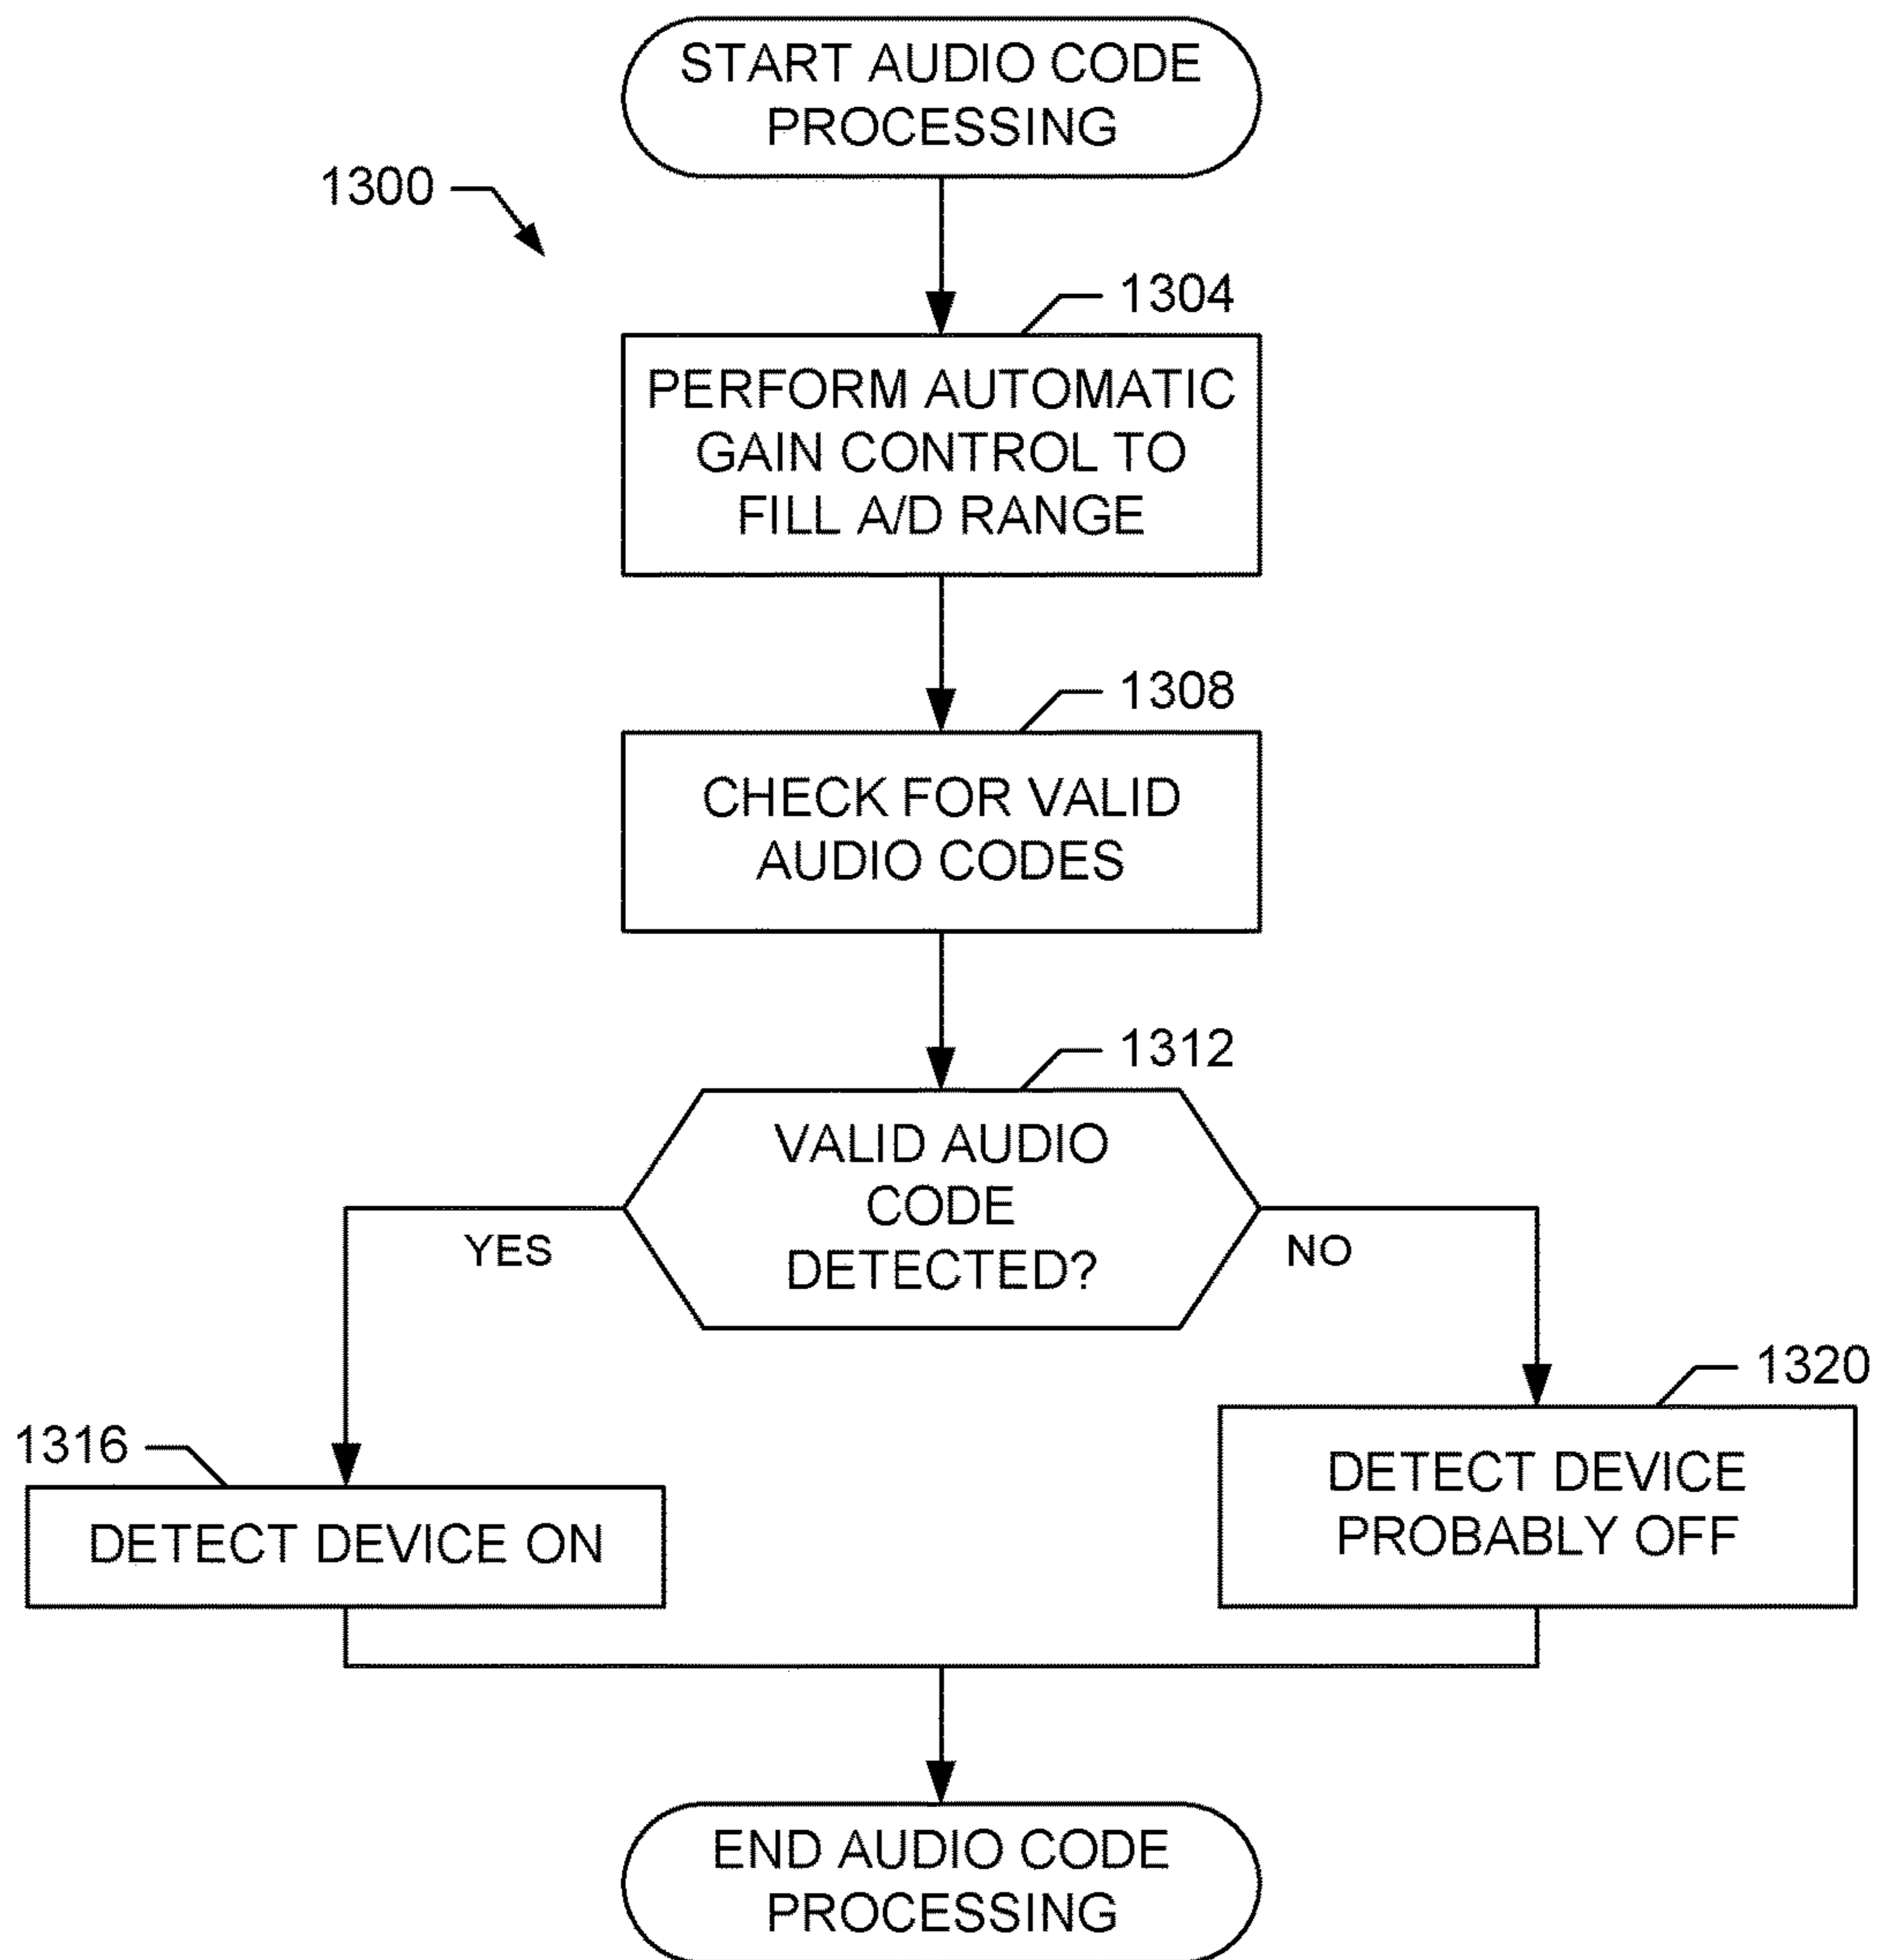 START AUDIO CODE
PROCESSING
1300
1304
PERFORM AUTOMATIC
GAIN CONTROL TO
FILL A/D RANGE
1308
CHECK FOR VALID
AUDIO CODES
1312
VALID AUDIO
CODE
DETECTED?
YES
NO
1316
DETECT DEVICE ON
1320
DETECT DEVICE
PROBABLY OFF
END AUDIO CODE
PROCESSING